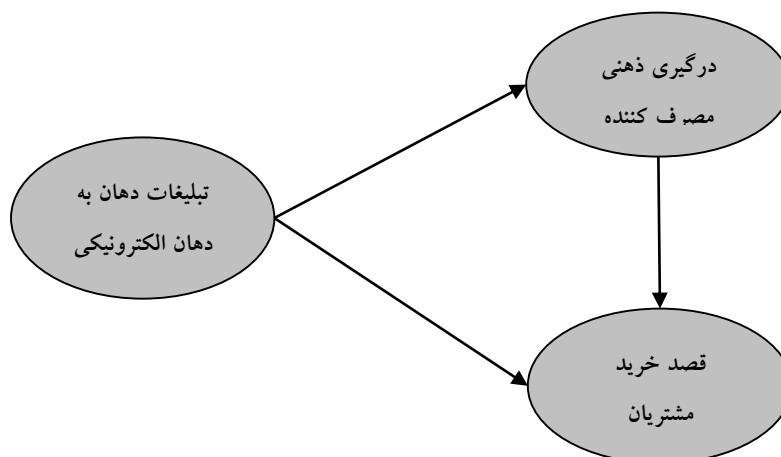 درگیری ذهنی
مصرف کننده
تبلیغات دهان به
دهان الکترونیکی
قصد خرید
مشتریان